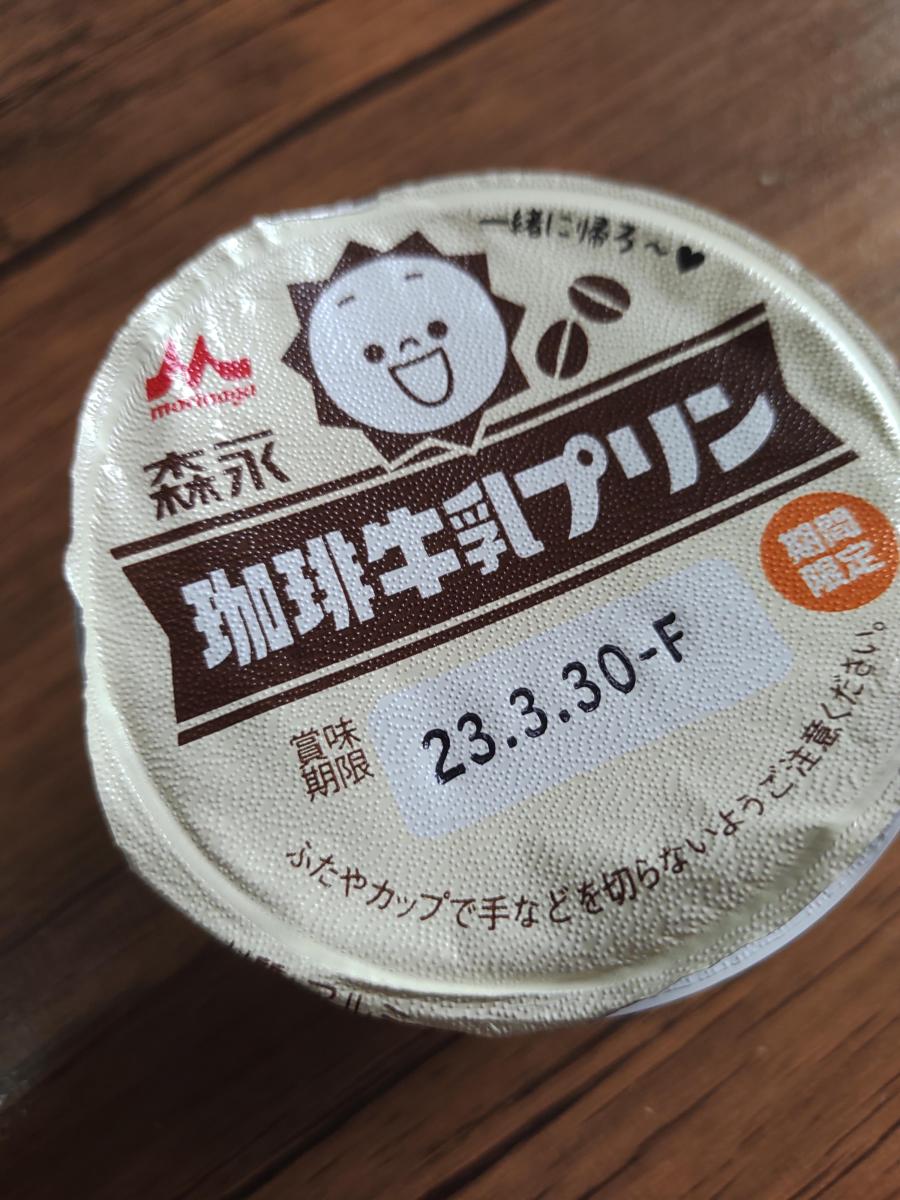 一緒に帰ろ～♥
morinaga
森永
珈琲牛乳プリン
期間
限定
賞味
期限
23.3.30-F
ふたやカップで手などを切らないようご注意ください。